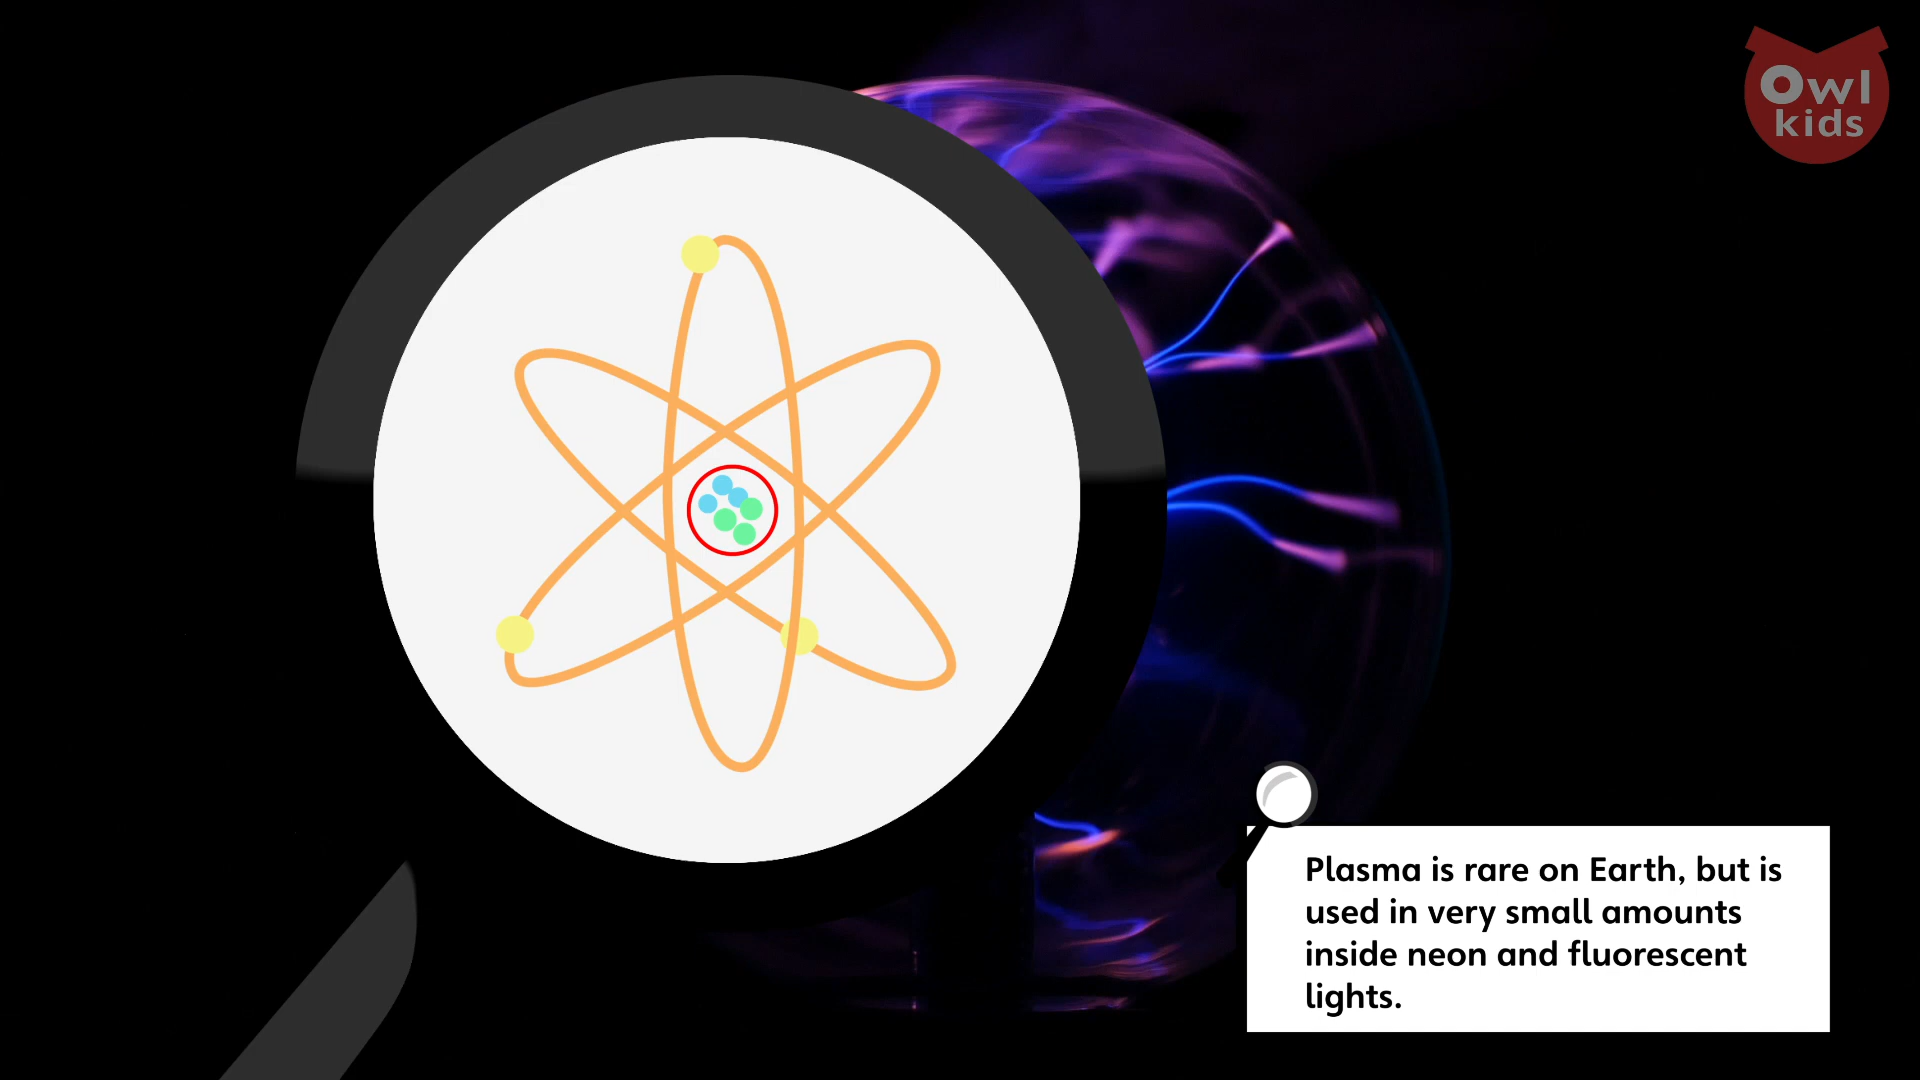 Owl
kids
Plasma is rare on Earth, but is
used in very small amounts
inside neon and fluorescent
lights.